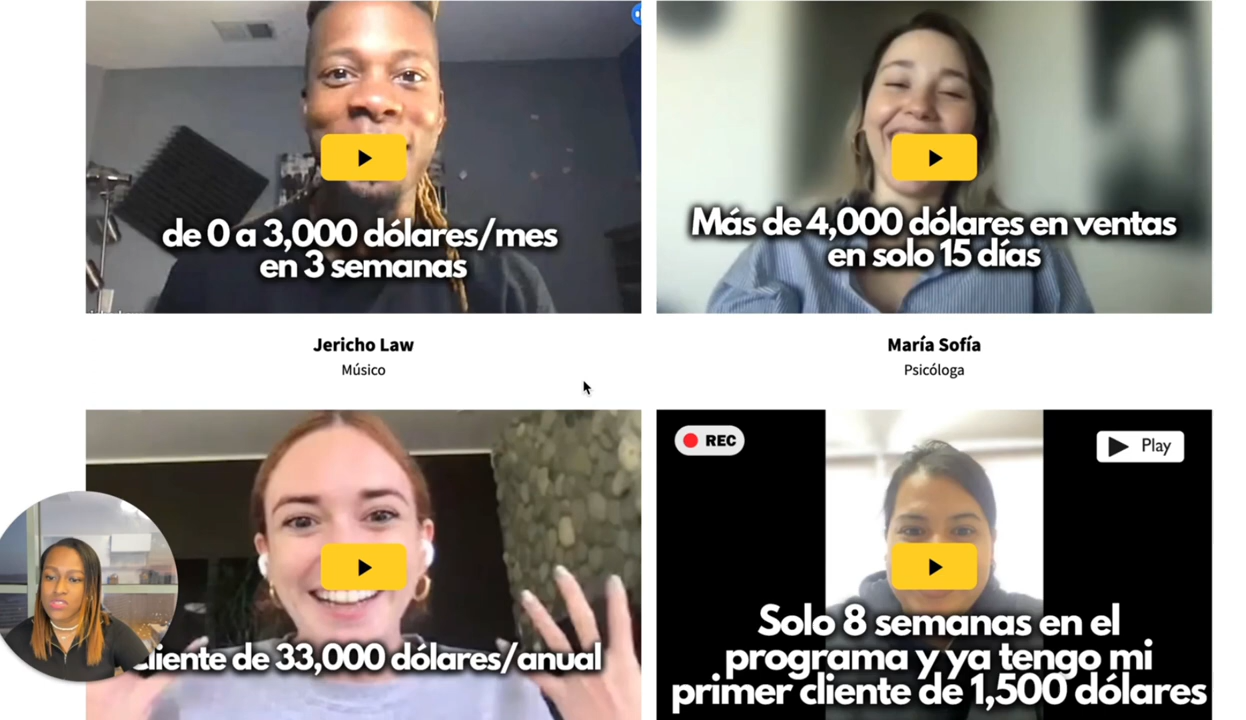 de 0 a 3,000 dólares/mes
en 3 semanas
Más de 4,000 dólares en ventas
en solo 15 días
Jericho Law
Músico
María Sofía
Psicóloga
de 33,000 dólares/anual
REC
Play
Solo 8 semanas en el
programa y ya tengo mi
primer cliente de 1,500 dólares